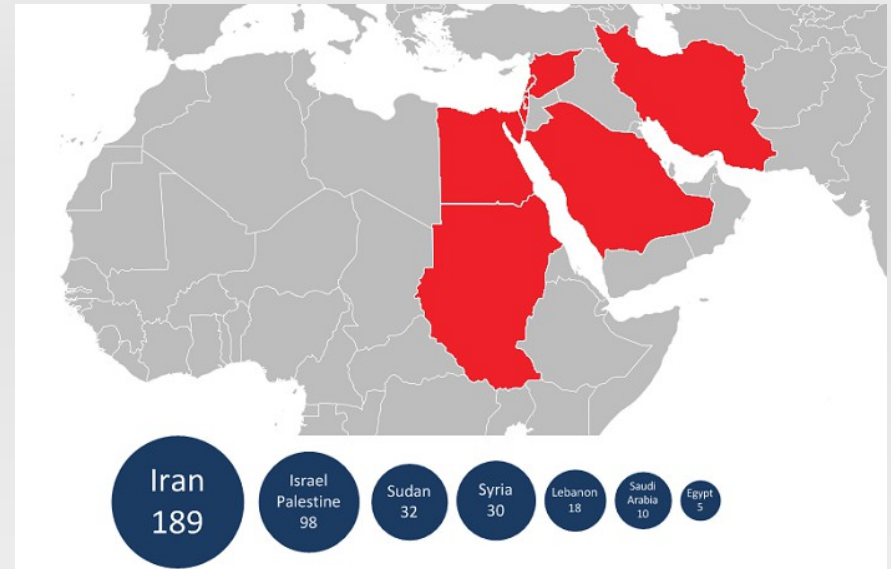 Iran
189
Israel
Palestine
98
Sudan
32
Syria
30
Lebanon
18
Saudi
Arabia
10
Egypt
5